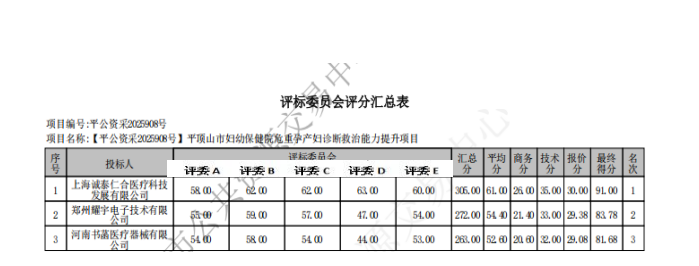 评标委员会评分汇总表
项目编号:平公资采2025908号
项目名称:【平公资采2025908号】平顶山市妇幼保健院危重孕产妇诊断救治能力提升项目
序号 投标人 评标委员会 汇总分 平均分 商务分 技术分 报价分 最终得分 名次
评委 A 评委 B 评委 C 评委 D 评委 E
1 上海诚泰仁合医疗科技发展有限公司 58.00 62.00 62.00 63.00 60.00 305.00 61.00 26.00 35.00 30.00 91.00 1
2 郑州耀宇电子技术有限公司 55.00 59.00 57.00 47.00 54.00 272.00 54.40 21.40 33.00 29.38 83.78 2
3 河南书菡医疗器械有限公司 54.00 58.00 54.00 44.00 53.00 263.00 52.60 20.60 32.00 29.08 81.68 3